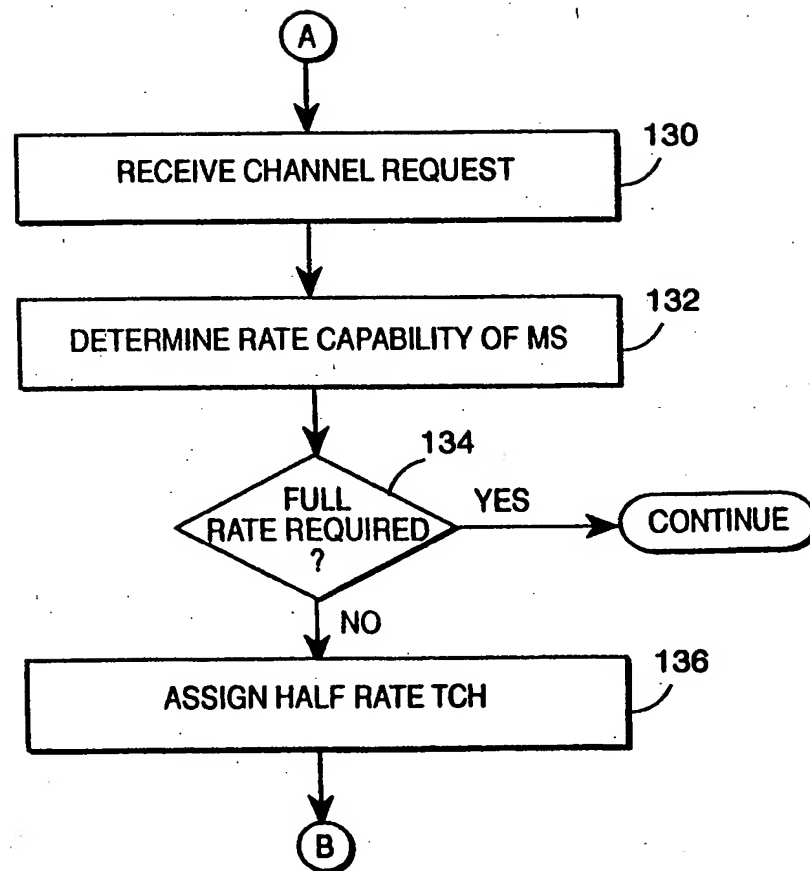 A
RECEIVE CHANNEL REQUEST
130
DETERMINE RATE CAPABILITY OF MS
132
134
FULL
RATE REQUIRED
?
YES
CONTINUE
NO
ASSIGN HALF RATE TCH
136
B